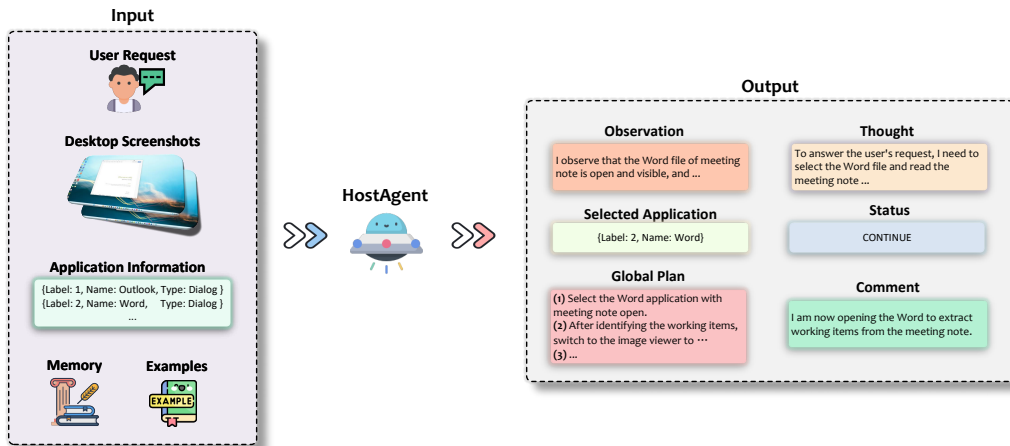 Input
User Request
Desktop Screenshots
Application Information
{Label: 1, Name: Outlook, Type: Dialog }
{Label: 2, Name: Word, Type: Dialog }
...
Memory
Examples
EXAMPLE
HostAgent
Output
Observation
I observe that the Word file of meeting
note is open and visible, and ...
Thought
To answer the user's request, I need to
select the Word file and read the
meeting note ...
Selected Application
{Label: 2, Name: Word}
Status
CONTINUE
Global Plan
(1) Select the Word application with
meeting note open.
(2) After identifying the working items,
switch to the image viewer to ⋯
(3) ...
Comment
I am now opening the Word to extract
working items from the meeting note.